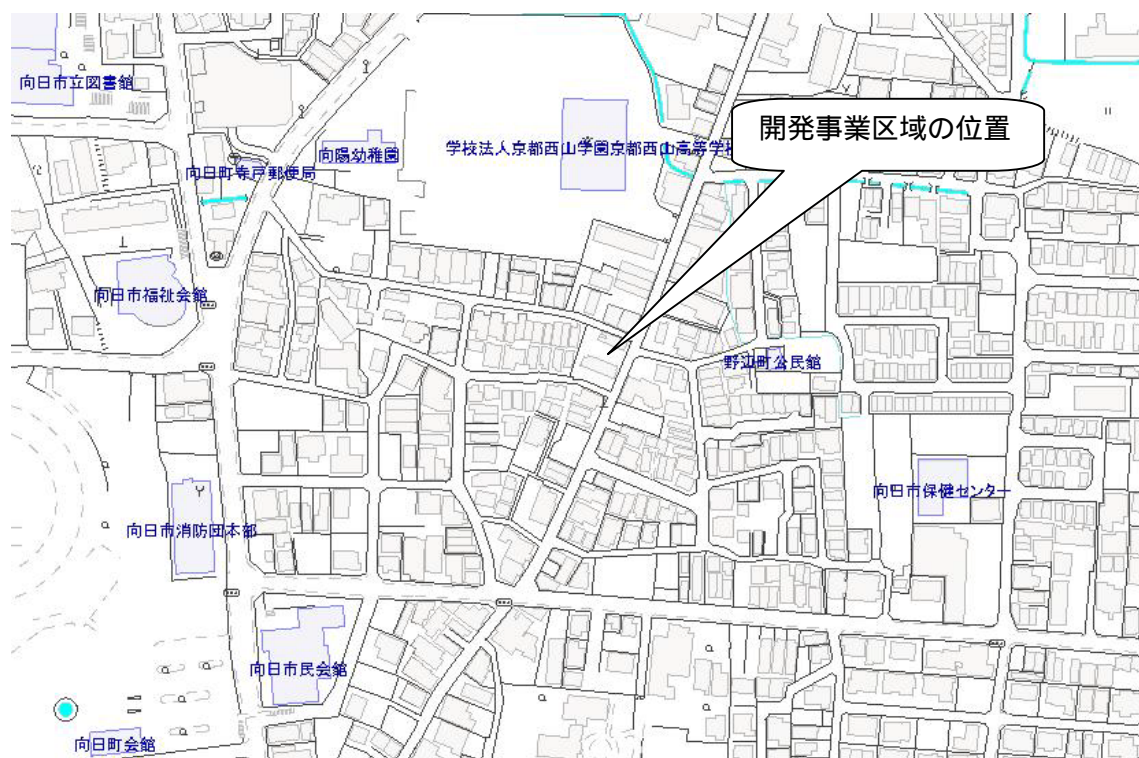 向日市立図書館
開発事業区域の位置
向陽幼稚園
学校法人京都西山学園京都西山高等学校
向日町寺戸郵便局
向日市福祉会館
野辺町公民館
向日市保健センター
向日市消防団本部
向日市民会館
向日町会館